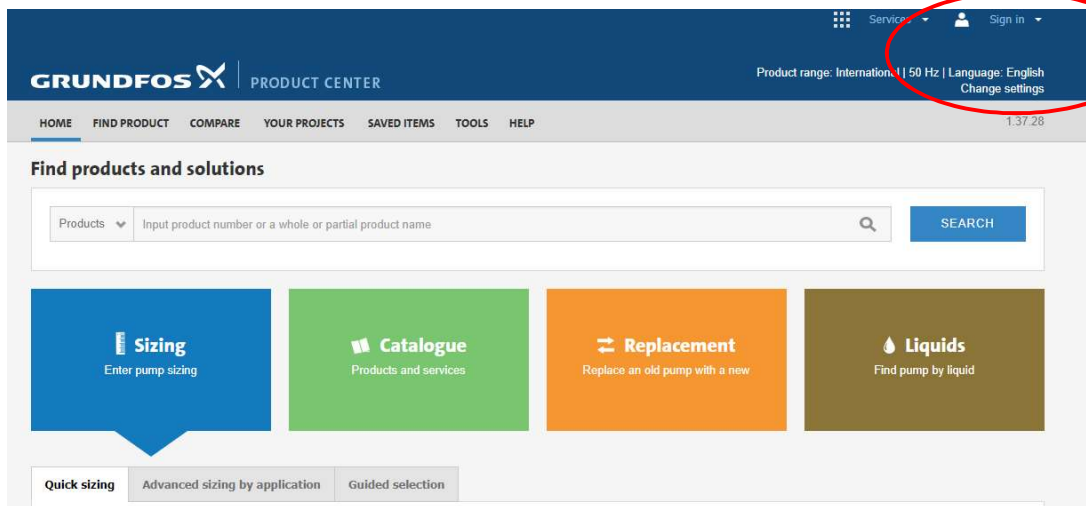 Services Sign in
GRUNDFOS PRODUCT CENTER
Product range: International | 50 Hz | Language: English
Change settings
HOME FIND PRODUCT COMPARE YOUR PROJECTS SAVED ITEMS TOOLS HELP 1.37.28
Find products and solutions
Products Input product number or a whole or partial product name SEARCH
Sizing Catalogue Replacement Liquids
Enter pump sizing Products and services Replace an old pump with a new Find pump by liquid
Quick sizing Advanced sizing by application Guided selection